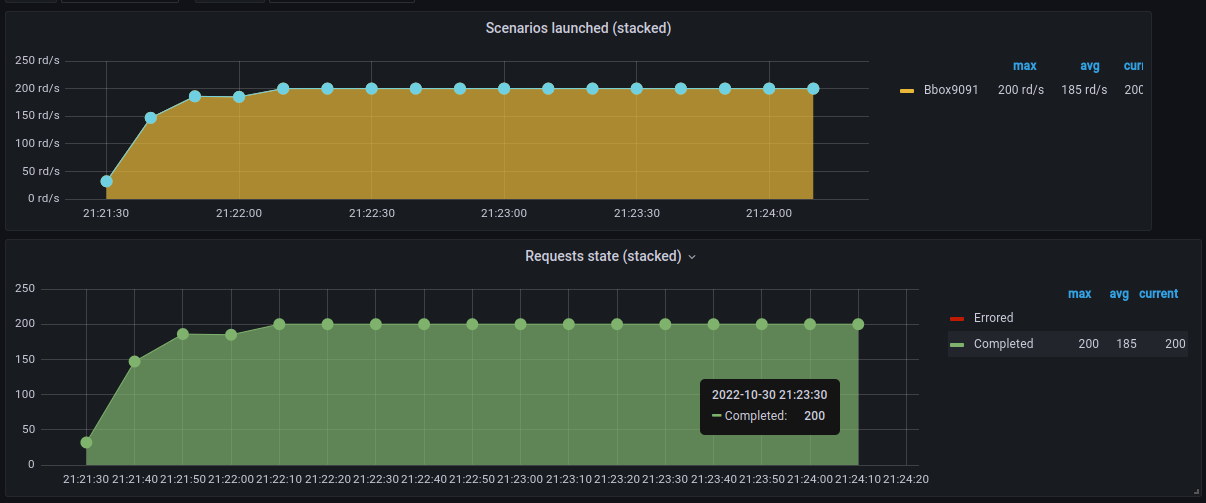 Scenarios launched (stacked)
250 rd/s
200 rd/s
150 rd/s
100 rd/s
50 rd/s
0 rd/s
21:21:30 21:22:00 21:22:30 21:23:00 21:23:30 21:24:00
max avg curr
Bbox9091 200 rd/s 185 rd/s 200
Requests state (stacked)
250
200
150
100
50
0
21:21:30 21:21:40 21:21:50 21:22:00 21:22:10 21:22:20 21:22:30 21:22:40 21:22:50 21:23:00 21:23:10 21:23:20 21:23:30 21:23:40 21:23:50 21:24:00 21:24:10 21:24:20
2022-10-30 21:23:30
Completed: 200
max avg current
Errored
Completed 200 185 200